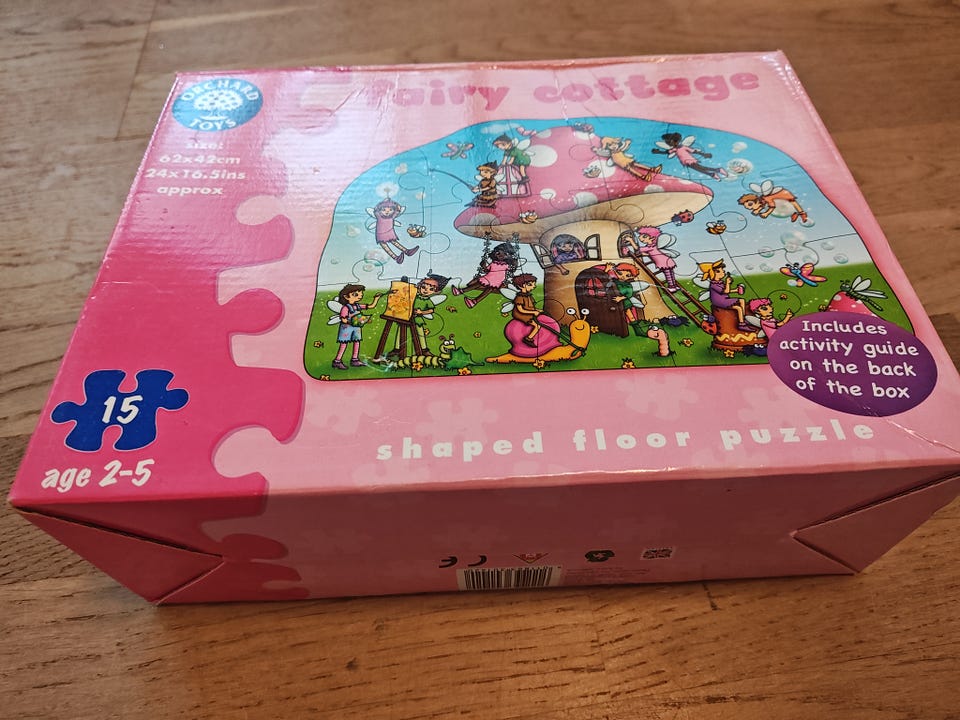 ORCHARD
TOYS
fairy cottage
size:
62x42cm
24x16.5ins
approx
Includes
activity guide
on the back
of the box
15
age 2-5
shaped floor puzzle